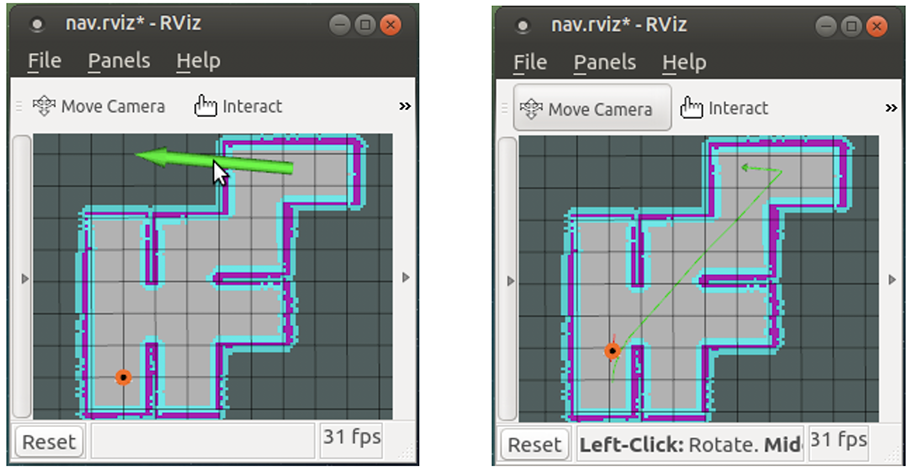 nav.rviz* - RViz
File Panels Help
Move Camera Interact »
Reset 31 fps
nav.rviz* - RViz
File Panels Help
Move Camera Interact »
Reset Left-Click: Rotate. Mid 31 fps